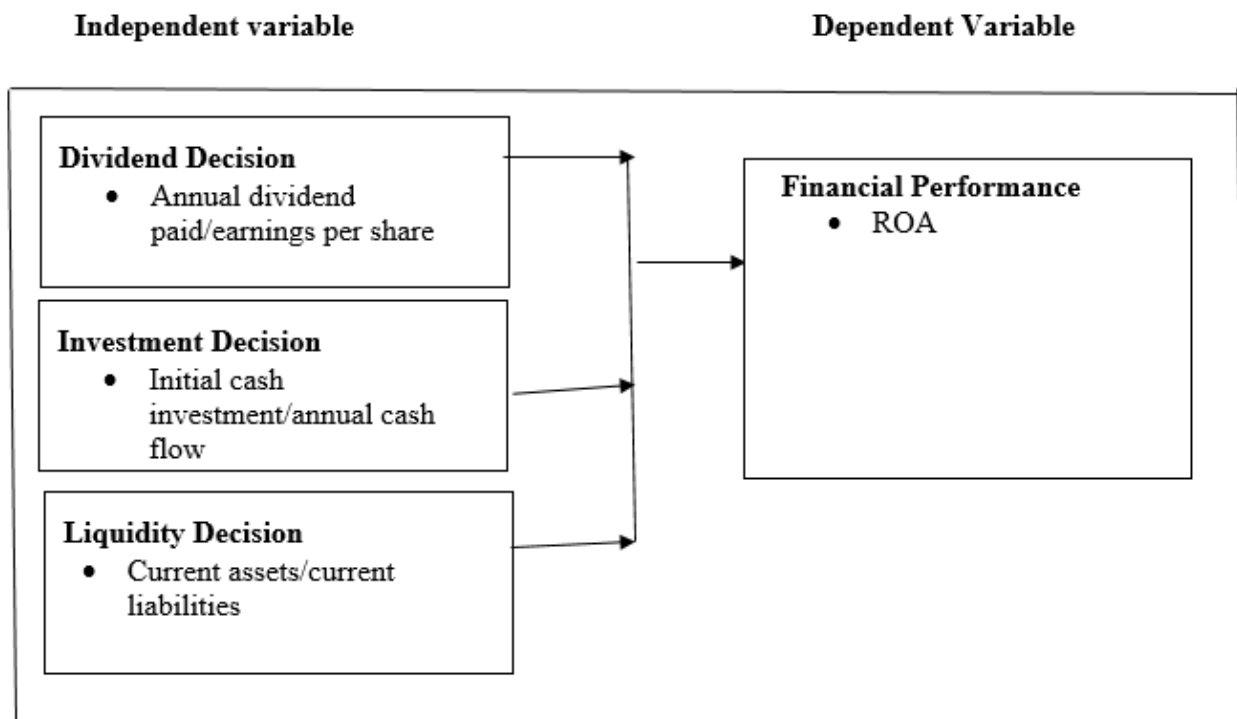 Independent variable
Dependent Variable
Dividend Decision
• Annual dividend
paid/earnings per share
Investment Decision
• Initial cash
investment/annual cash
flow
Liquidity Decision
• Current assets/current
liabilities
Financial Performance
• ROA